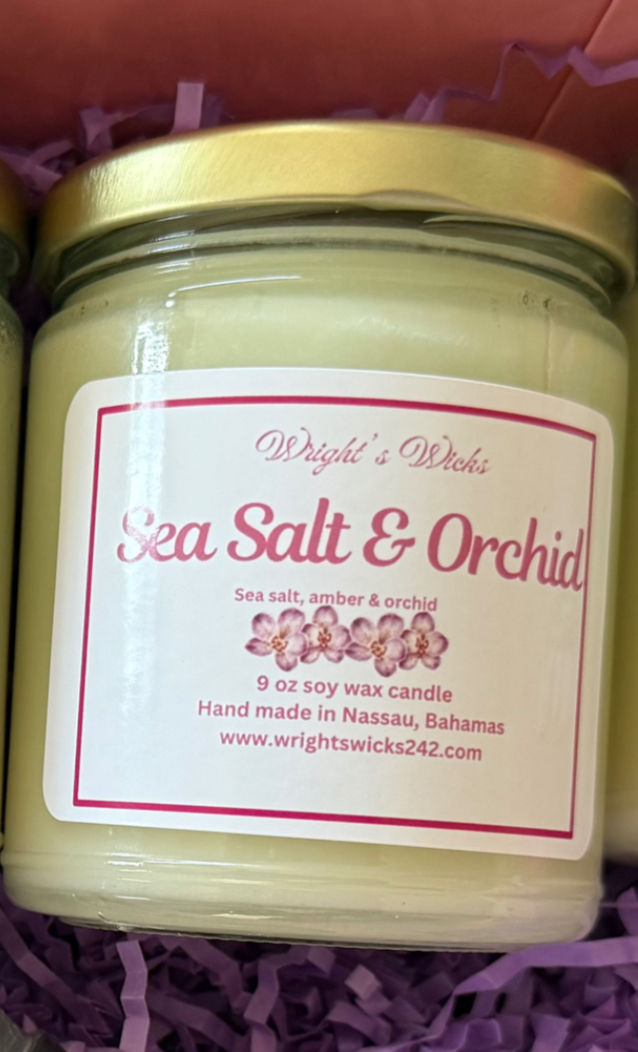 Wright's Wicks
Sea Salt & Orchid
Sea salt, amber & orchid
9 oz soy wax candle
Hand made in Nassau, Bahamas
www.wrightswicks242.com